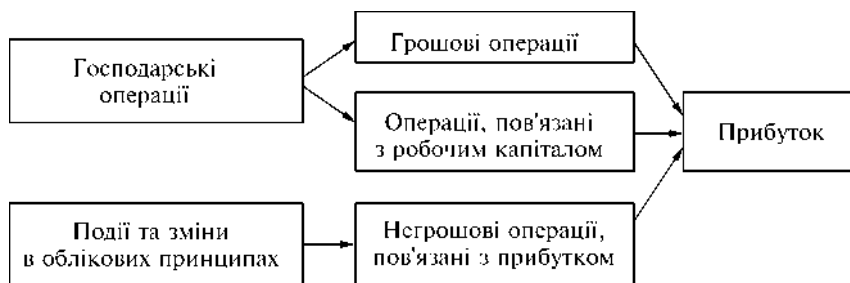 Господарські
операції
Грошові операції
Операції, пов'язані
з робочим капіталом
Прибуток
Події та зміни
в облікових принципах
Негрошові операції,
пов'язані з прибутком